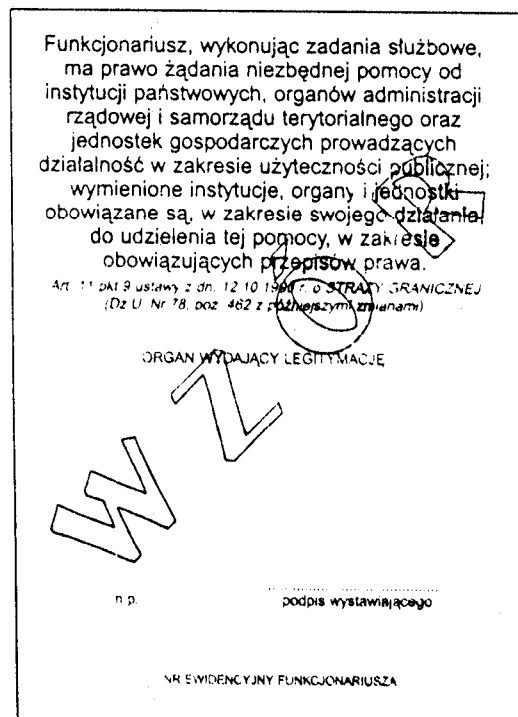 Funkcjonariusz, wykonując zadania służbowe,
ma prawo żądania niezbędnej pomocy od
instytucji państwowych, organów administracji
rządowej i samorządu terytorialnego oraz
jednostek gospodarczych prowadzących
działalność w zakresie użyteczności publicznej;
wymienione instytucje, organy i jednostki
obowiązane są, w zakresie swojego działania,
do udzielenia tej pomocy, w zakresie
obowiązujących przepisów prawa.
Art. 11 pkt 9 ustawy z dn. 12.10.1990 r. o STRAŻY GRANICZNEJ
(Dz.U. Nr 78, poz. 462 z późniejszymi zmianami)
ORGAN WYDAJĄCY LEGITYMACJĘ
WZÓR
n.p.
podpis wystawiającego
NR EWIDENCYJNY FUNKCJONARIUSZA